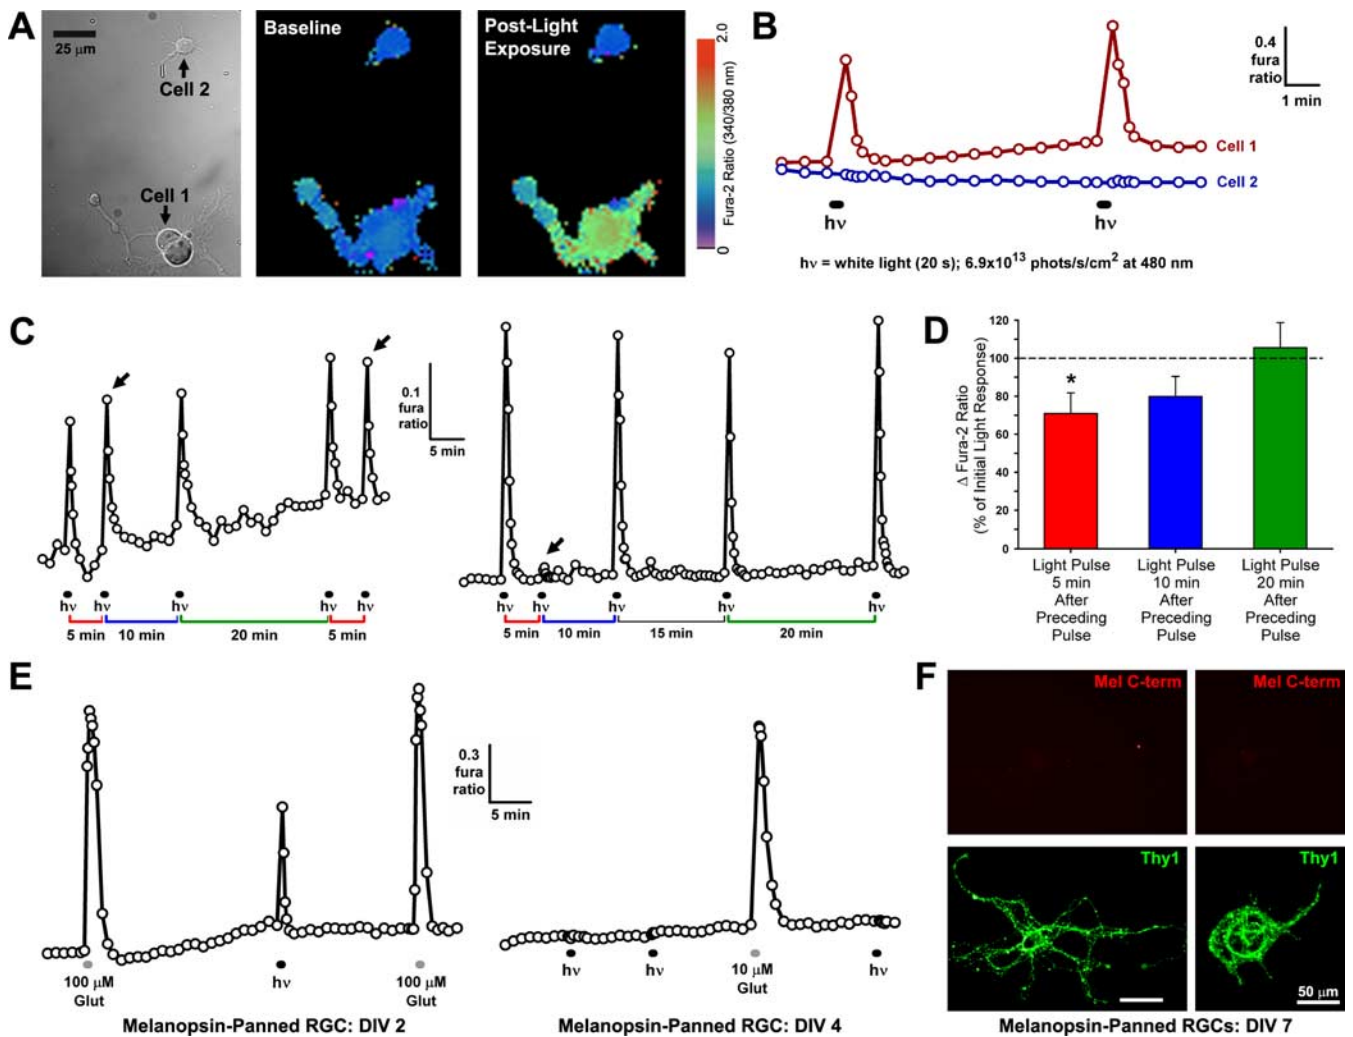 A
25 µm
Cell 2
Cell 1
Baseline
Post-Light
Exposure
2.0
Fura-2 Ratio (340/380 nm)
0
B
0.4
fura
ratio
1 min
Cell 1
Cell 2
hν
hν
hν = white light (20 s); 6.9x10¹³ phots/s/cm² at 480 nm
C
0.1
fura
ratio
5 min
hν hν hν hν hν
5 min 10 min 20 min 5 min
hν hν hν hν hν
5 min 10 min 15 min 20 min
D
Δ Fura-2 Ratio
(% of Initial Light Response)
120
100
80
60
40
20
0
*
Light Pulse
5 min
After
Preceding
Pulse
Light Pulse
10 min
After
Preceding
Pulse
Light Pulse
20 min
After
Preceding
Pulse
E
0.3
fura
ratio
5 min
100 µM
Glut
hν
100 µM
Glut
Melanopsin-Panned RGC: DIV 2
hν
hν
10 µM
Glut
hν
Melanopsin-Panned RGC: DIV 4
F
Mel C-term
Mel C-term
Thy1
Thy1
50 µm
Melanopsin-Panned RGCs: DIV 7